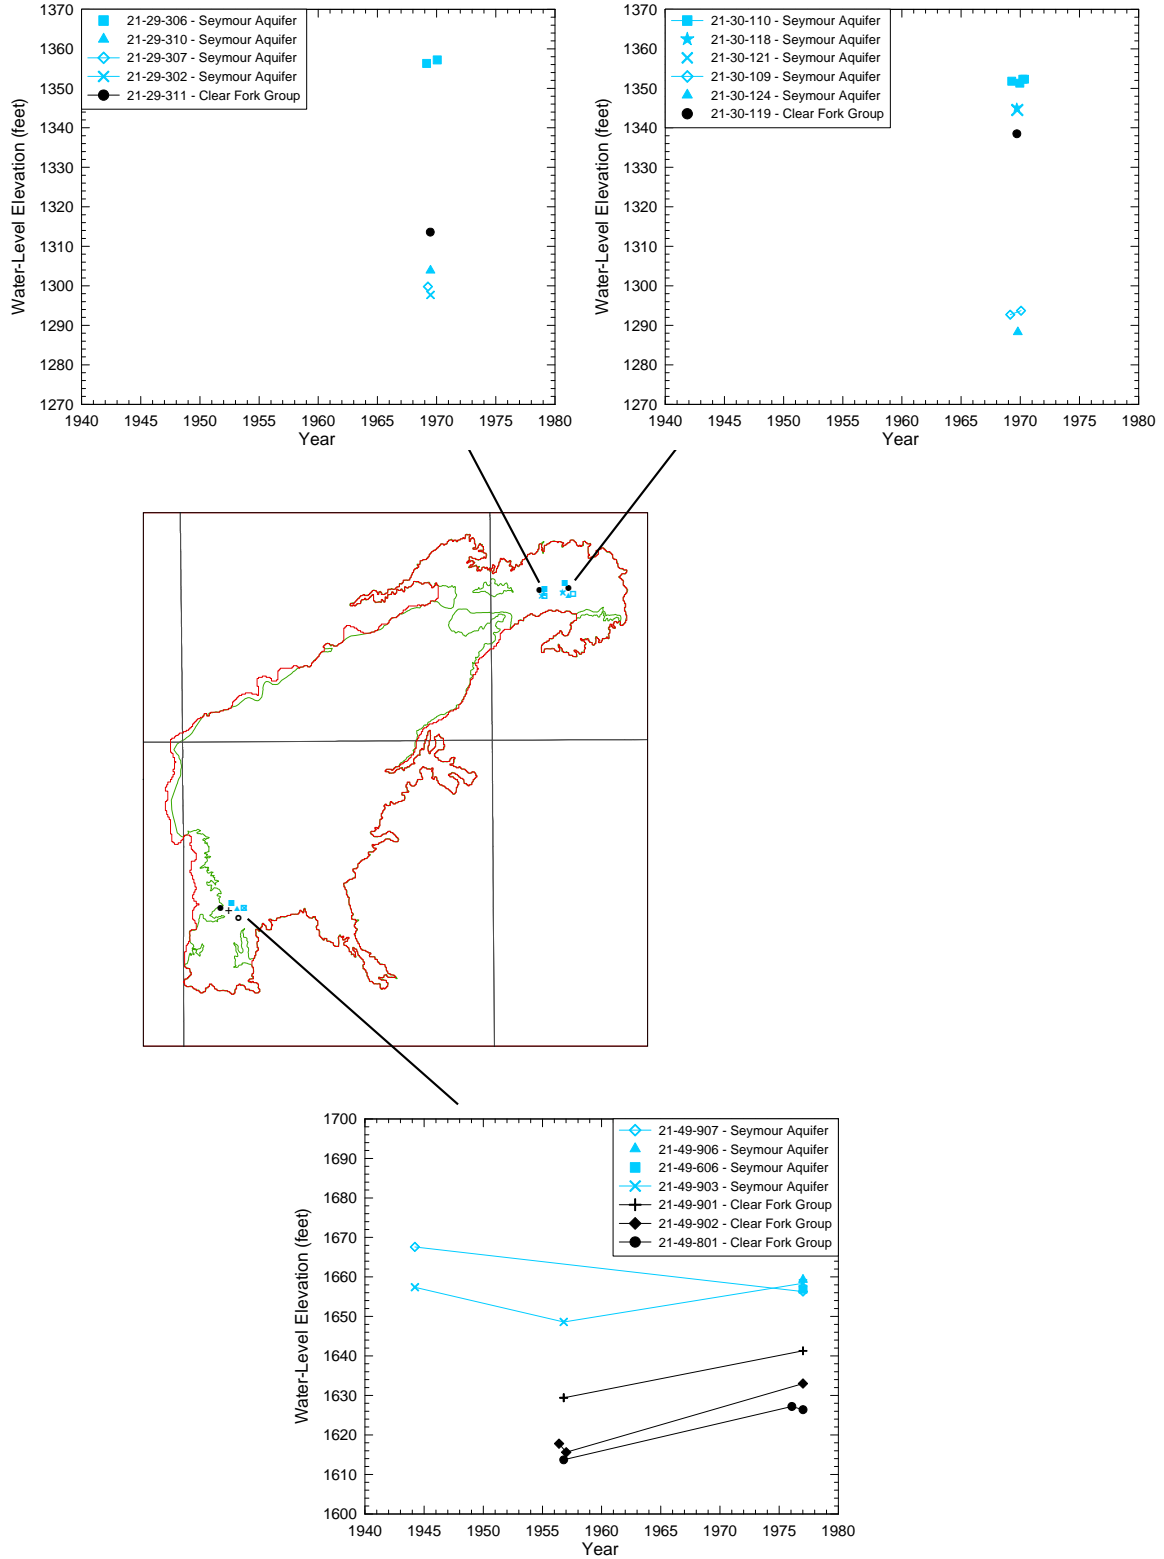 21-29-306 - Seymour Aquifer
21-29-310 - Seymour Aquifer
21-29-307 - Seymour Aquifer
21-29-302 - Seymour Aquifer
21-29-311 - Clear Fork Group
1370
1360
1350
1340
1330
1320
1310
1300
1290
1280
1270
Water-Level Elevation (feet)
1940 1945 1950 1955 1960 1965 1970 1975 1980
Year
21-30-110 - Seymour Aquifer
21-30-118 - Seymour Aquifer
21-30-121 - Seymour Aquifer
21-30-109 - Seymour Aquifer
21-30-124 - Seymour Aquifer
21-30-119 - Clear Fork Group
1370
1360
1350
1340
1330
1320
1310
1300
1290
1280
1270
Water-Level Elevation (feet)
1940 1945 1950 1955 1960 1965 1970 1975 1980
Year
21-49-907 - Seymour Aquifer
21-49-906 - Seymour Aquifer
21-49-606 - Seymour Aquifer
21-49-903 - Seymour Aquifer
21-49-901 - Clear Fork Group
21-49-902 - Clear Fork Group
21-49-801 - Clear Fork Group
1700
1690
1680
1670
1660
1650
1640
1630
1620
1610
1600
Water-Level Elevation (feet)
1940 1945 1950 1955 1960 1965 1970 1975 1980
Year